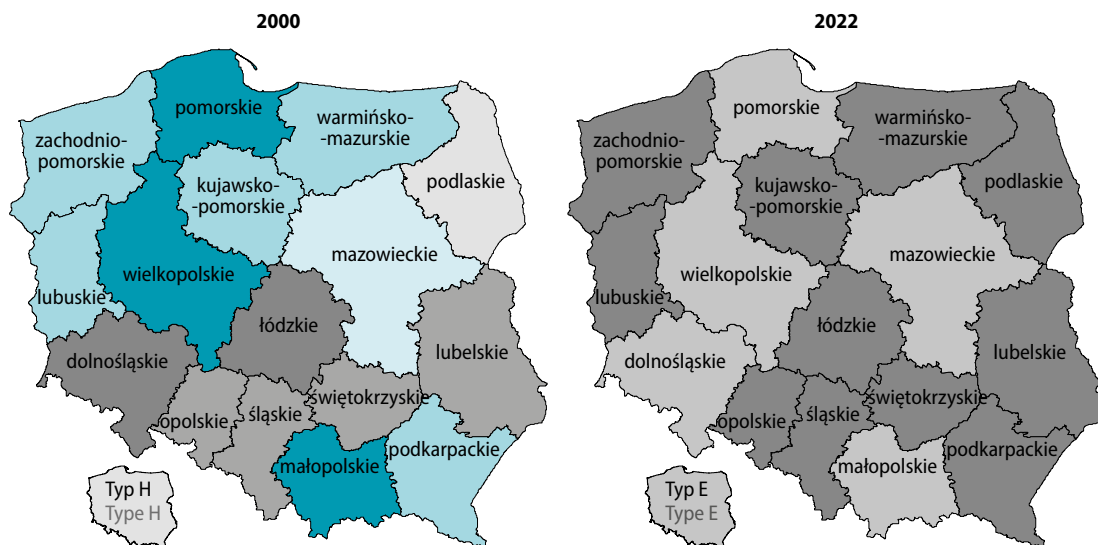 2000
pomorskie
warmińsko-
-mazurskie
zachodnio-
pomorskie
kujawsko-
-pomorskie
podlaskie
mazowieckie
wielkopolskie
lubuskie
łódzkie
dolnośląskie
lubelskie
świętokrzyskie
opolskie
śląskie
małopolskie
podkarpackie
Typ H
Type H
2022
pomorskie
warmińsko-
-mazurskie
zachodnio-
pomorskie
kujawsko-
-pomorskie
podlaskie
mazowieckie
wielkopolskie
lubuskie
łódzkie
dolnośląskie
lubelskie
świętokrzyskie
opolskie
śląskie
małopolskie
podkarpackie
Typ E
Type E